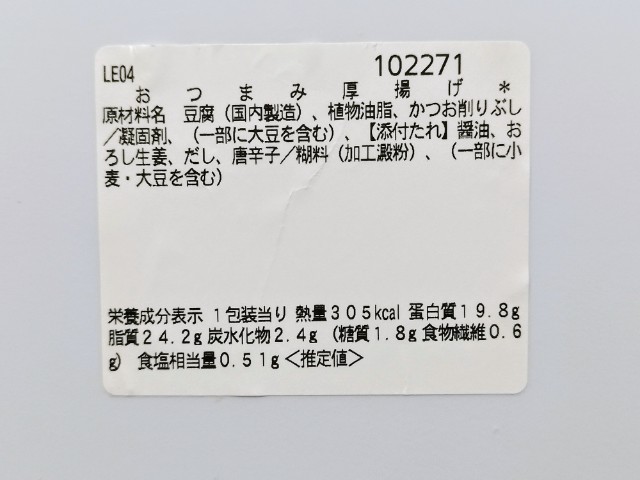 LE04 102271
おつまみ厚揚げ＊
原材料名 豆腐（国内製造）、植物油脂、かつお削りぶし
／凝固剤、（一部に大豆を含む）、【添付たれ】醤油、お
ろし生姜、だし、唐辛子／糊料（加工澱粉）、（一部に小
麦・大豆を含む）
栄養成分表示 １包装当り 熱量３０５kcal 蛋白質１９.８g
脂質２４.２g 炭水化物２.４g（糖質１.８g 食物繊維０.６
g） 食塩相当量０.５１g＜推定値＞